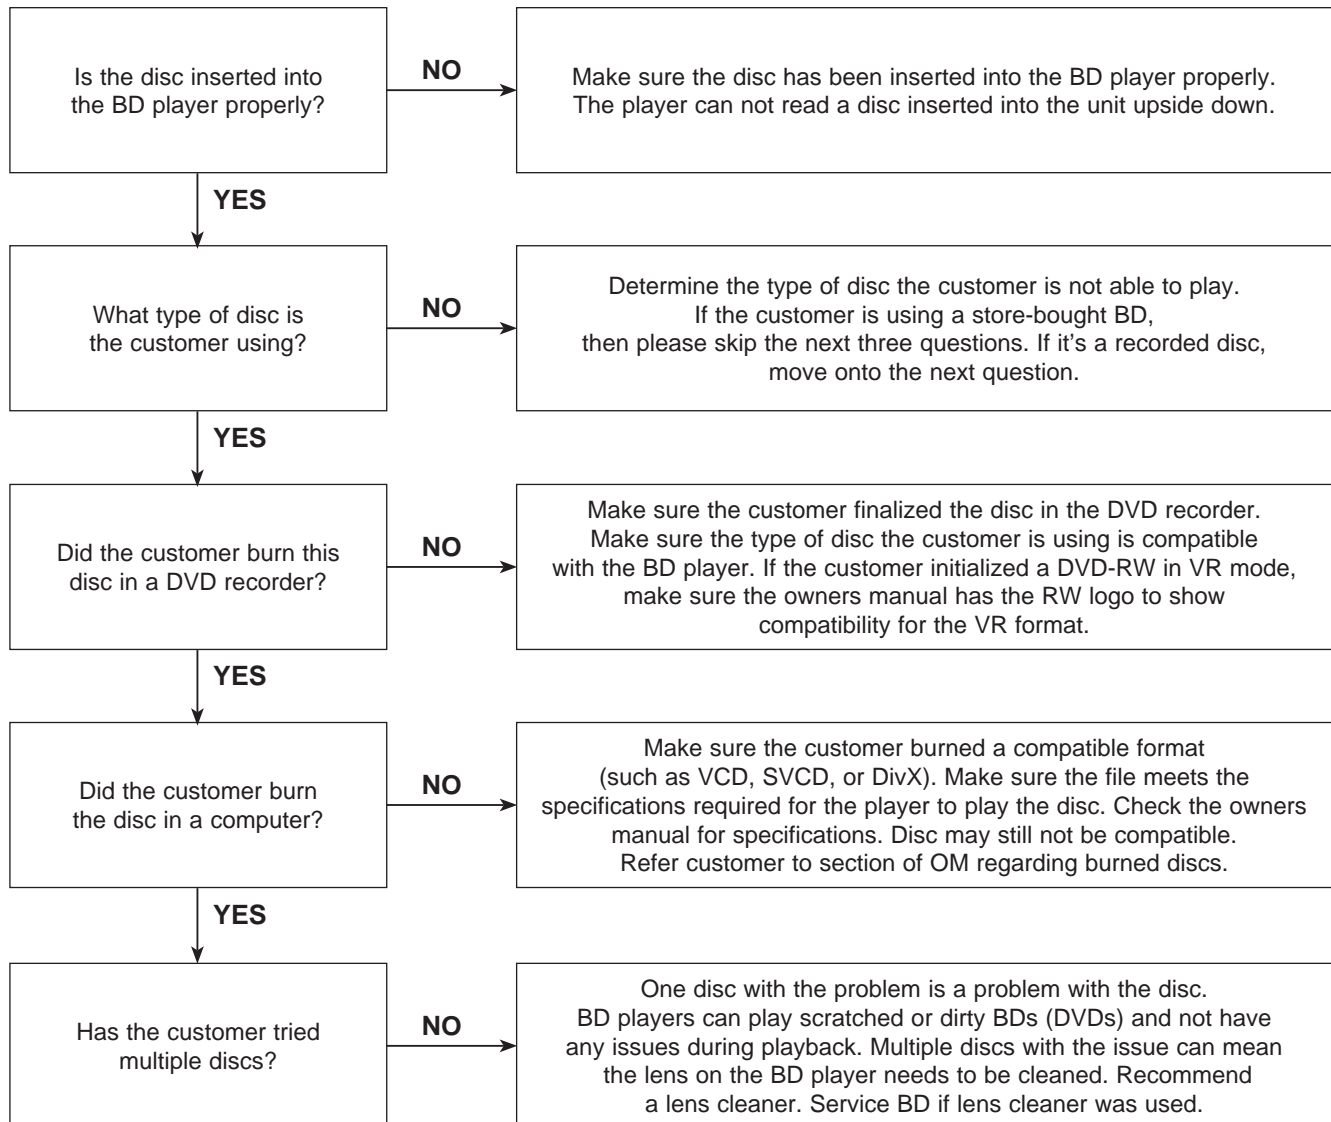 Is the disc inserted into
the BD player properly?
NO
Make sure the disc has been inserted into the BD player properly.
The player can not read a disc inserted into the unit upside down.
YES
What type of disc is
the customer using?
NO
Determine the type of disc the customer is not able to play.
If the customer is using a store-bought BD,
then please skip the next three questions. If it's a recorded disc,
move onto the next question.
YES
Did the customer burn this
disc in a DVD recorder?
NO
Make sure the customer finalized the disc in the DVD recorder.
Make sure the type of disc the customer is using is compatible
with the BD player. If the customer initialized a DVD-RW in VR mode,
make sure the owners manual has the RW logo to show
compatibility for the VR format.
YES
Did the customer burn
the disc in a computer?
NO
Make sure the customer burned a compatible format
(such as VCD, SVCD, or DivX). Make sure the file meets the
specifications required for the player to play the disc. Check the owners
manual for specifications. Disc may still not be compatible.
Refer customer to section of OM regarding burned discs.
YES
Has the customer tried
multiple discs?
NO
One disc with the problem is a problem with the disc.
BD players can play scratched or dirty BDs (DVDs) and not have
any issues during playback. Multiple discs with the issue can mean
the lens on the BD player needs to be cleaned. Recommend
a lens cleaner. Service BD if lens cleaner was used.